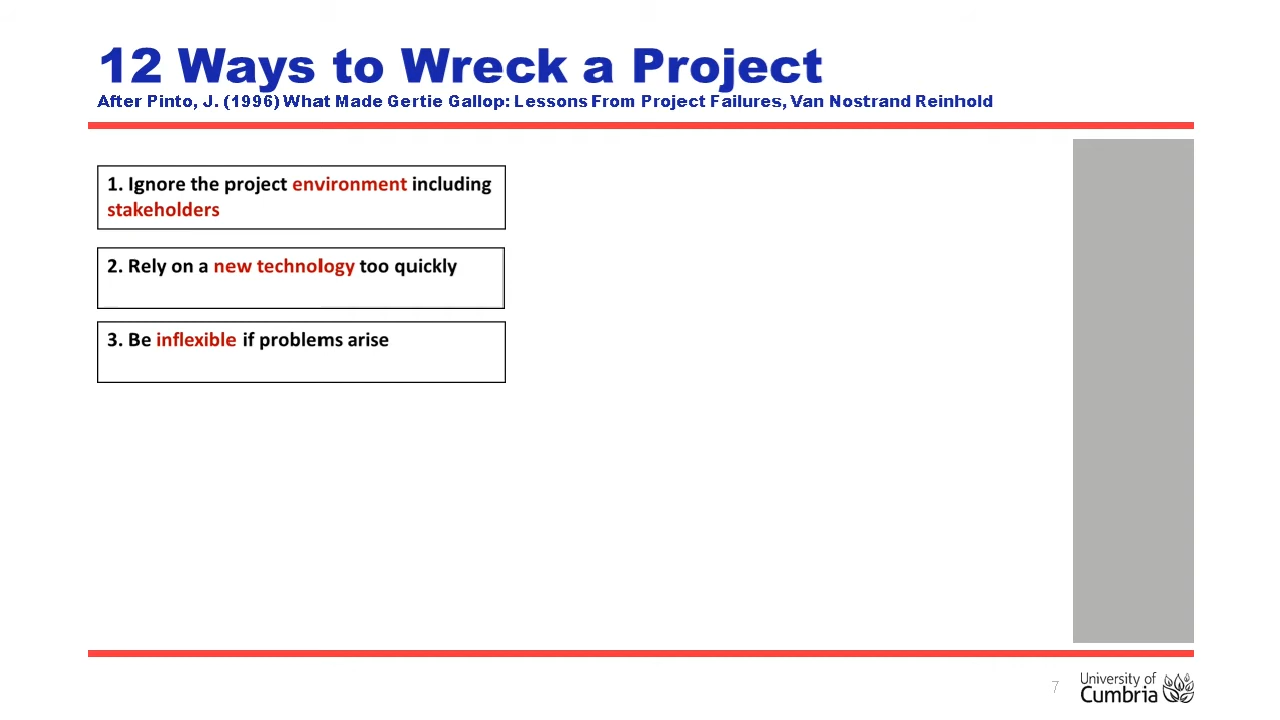 12 Ways to Wreck a Project
After Pinto, J. (1996) What Made Gertie Gallop: Lessons From Project Failures, Van Nostrand Reinhold
1. Ignore the project environment including
stakeholders
2. Rely on a new technology too quickly
3. Be inflexible if problems arise
7
University of
Cumbria